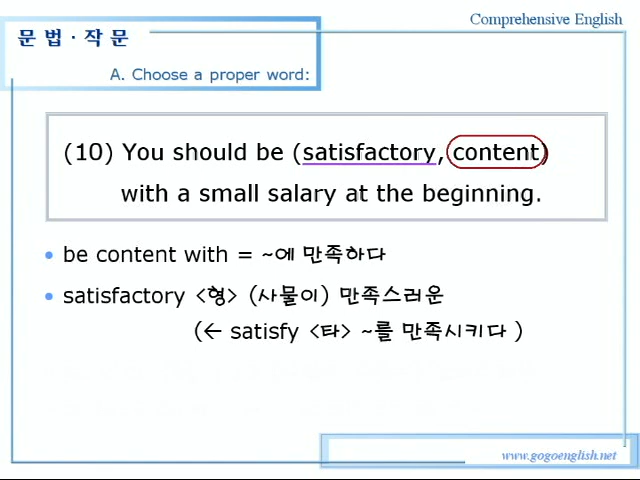 Comprehensive English
문 법 · 작 문
A. Choose a proper word:
(10) You should be (satisfactory, content)
with a small salary at the beginning.
• be content with = ~에 만족하다
• satisfactory <형> (사물이) 만족스러운
(← satisfy <타> ~를 만족시키다 )
www.gogoenglish.net